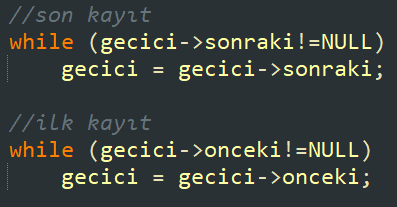 //son kayıt
while (gecici->sonraki!=NULL)
gecici = gecici->sonraki;
//ilk kayıt
while (gecici->onceki!=NULL)
gecici = gecici->onceki;